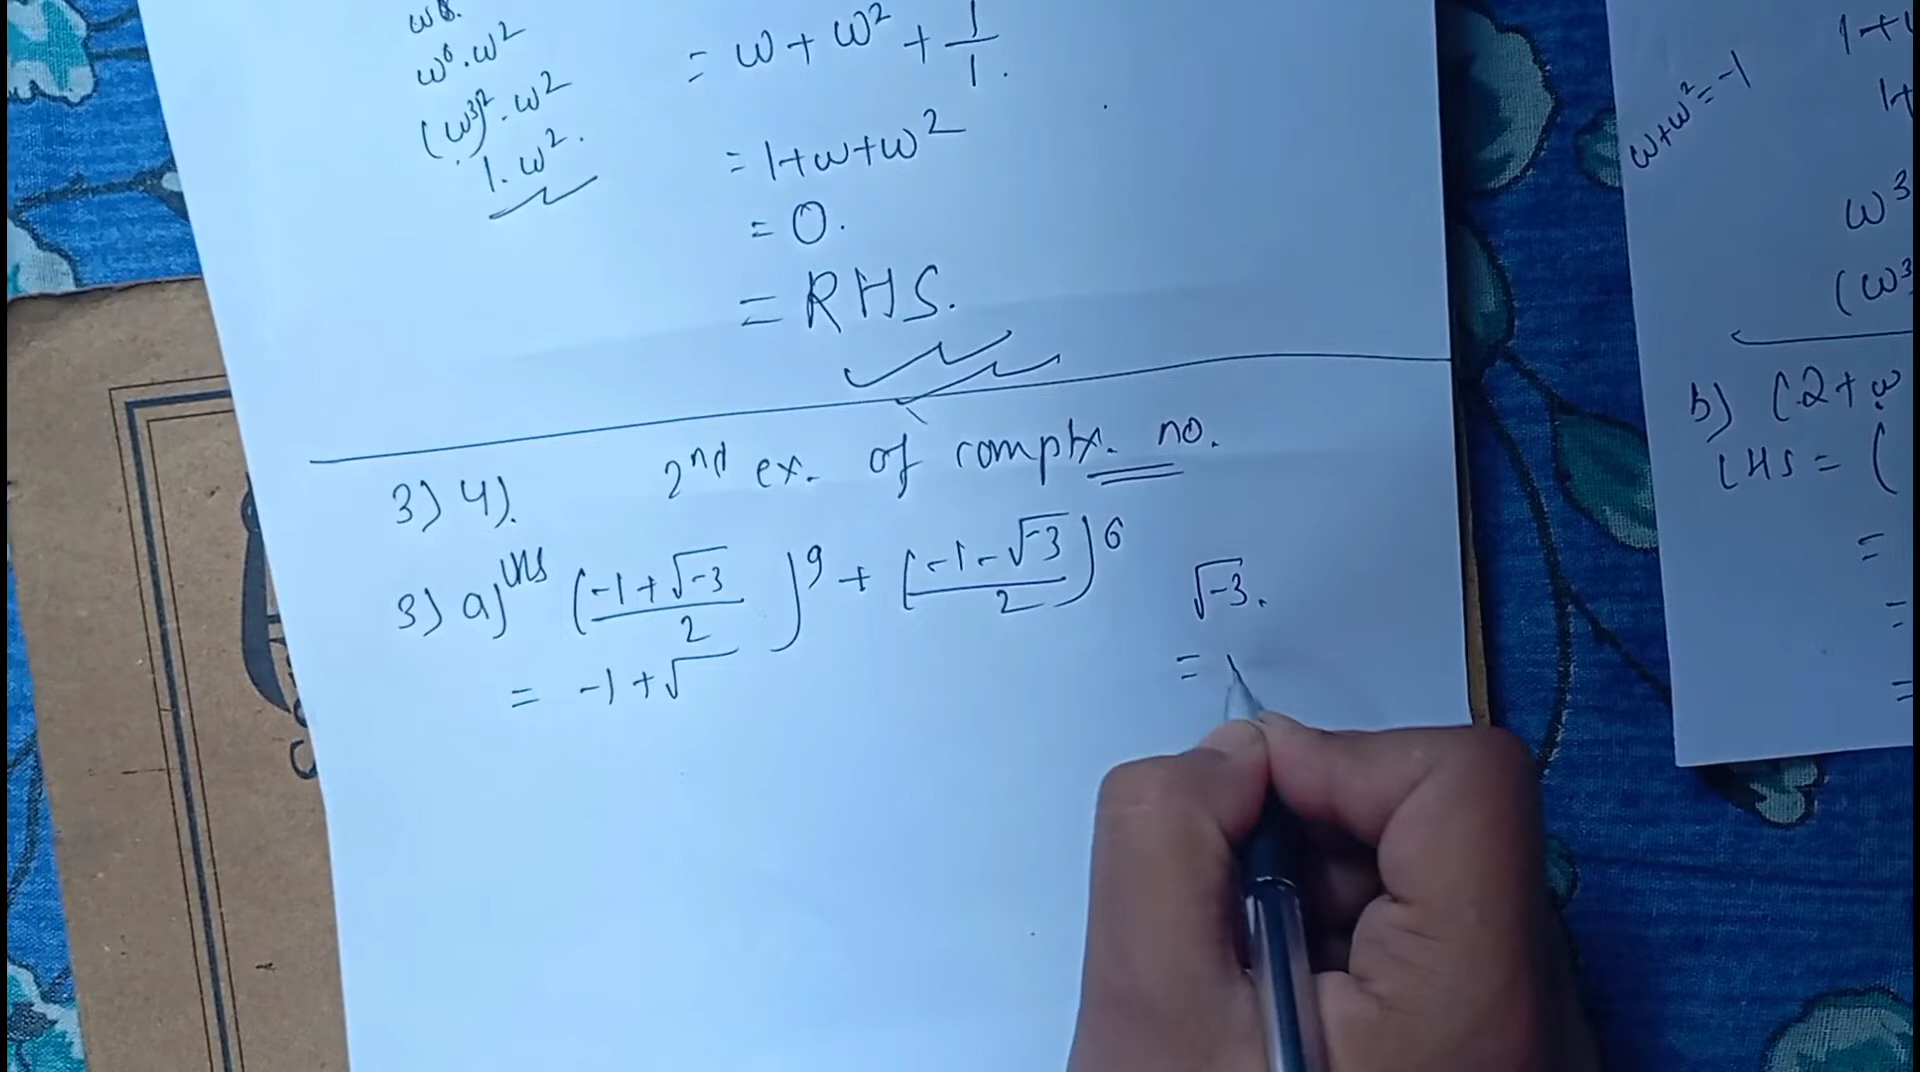 ω8.
ω⁶.ω²
(ω³)².ω²
1.ω².
= ω + ω² + 1/1.
= 1+ω+ω²
= 0.
= RHS.
3) 4). 2nd ex. of complx. no.
3) a) LHS ((-1+√-3)/2)⁹ + ((-1-√-3)/2)⁶
= -1+√
√-3.
=
ω+ω²=-1
1+
ω³
(ω³
b) (2+ω
LHS = (
=
=
=